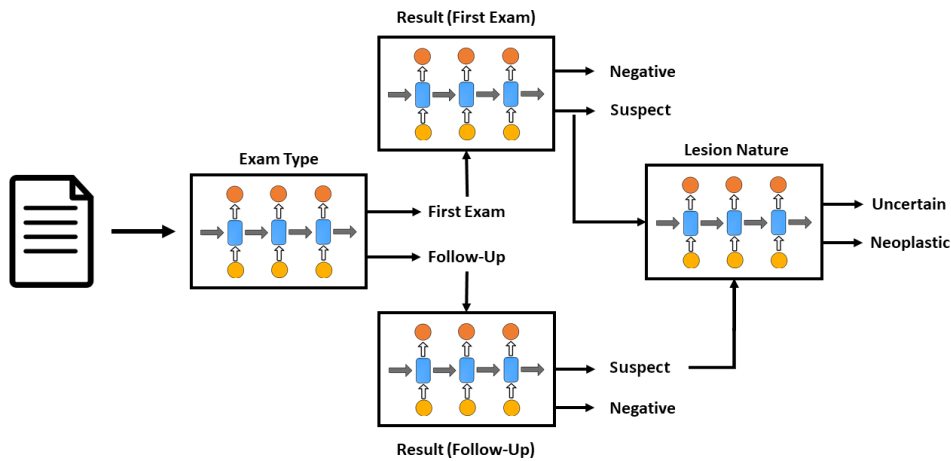 Result (First Exam)
Negative
Suspect
Exam Type
Lesion Nature
First Exam
Follow-Up
Uncertain
Neoplastic
Suspect
Negative
Result (Follow-Up)